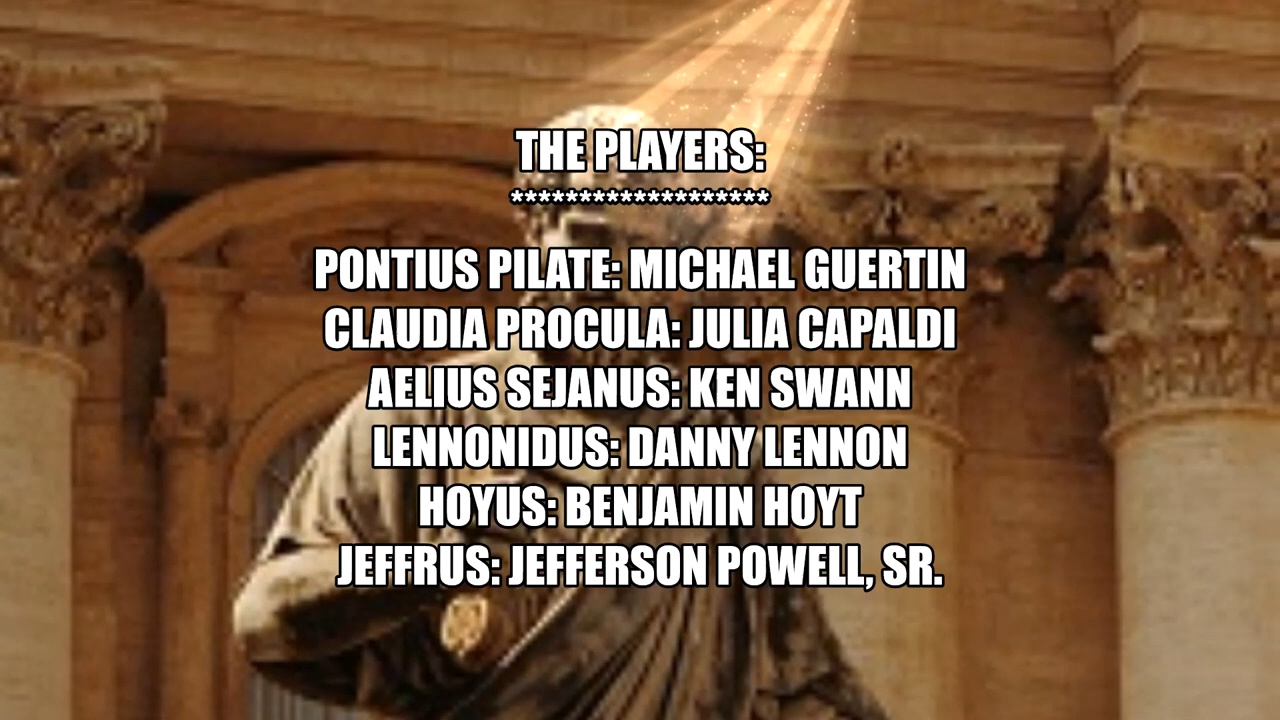 THE PLAYERS:
*******************
PONTIUS PILATE: MICHAEL GUERTIN
CLAUDIA PROCULA: JULIA CAPALDI
AELIUS SEJANUS: KEN SWANN
LENNONIDUS: DANNY LENNON
HOYUS: BENJAMIN HOYT
JEFFRUS: JEFFERSON POWELL, SR.